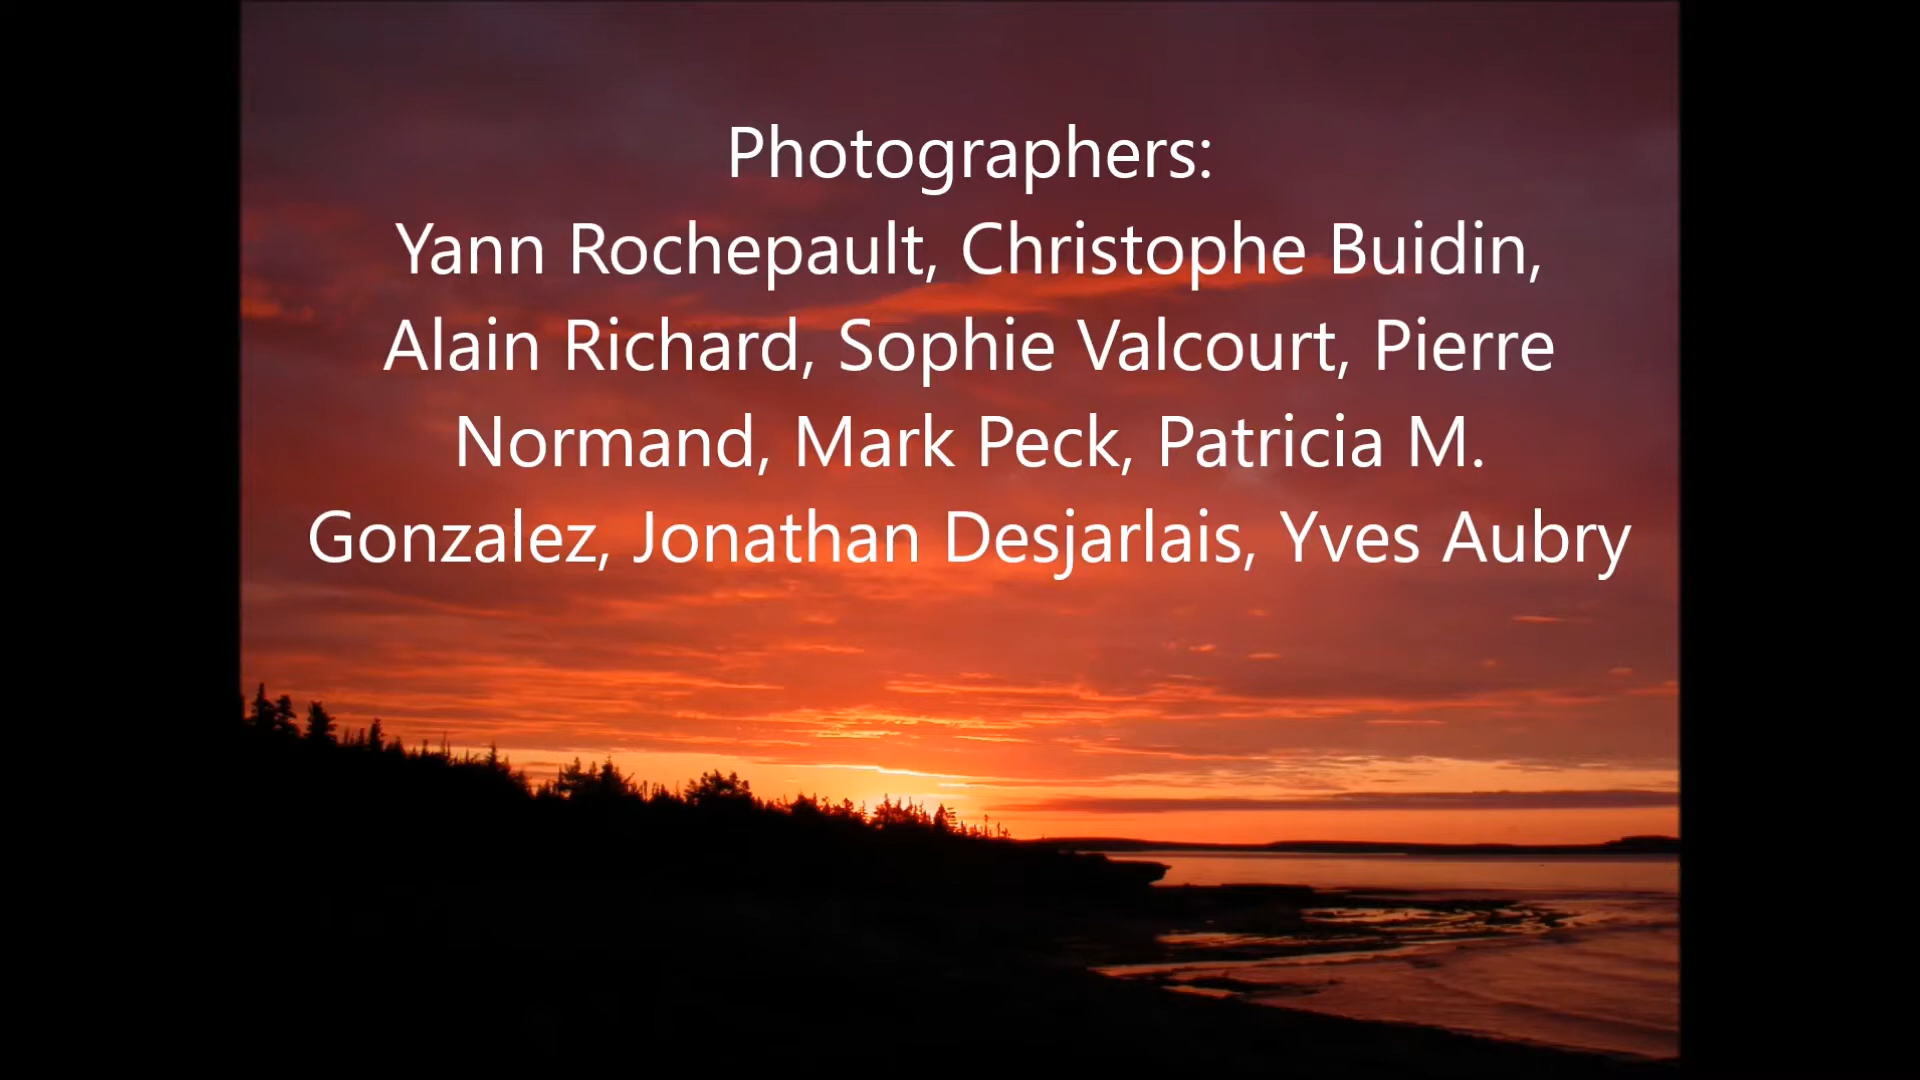 Photographers:
Yann Rochepault, Christophe Buidin,
Alain Richard, Sophie Valcourt, Pierre
Normand, Mark Peck, Patricia M.
Gonzalez, Jonathan Desjarlais, Yves Aubry